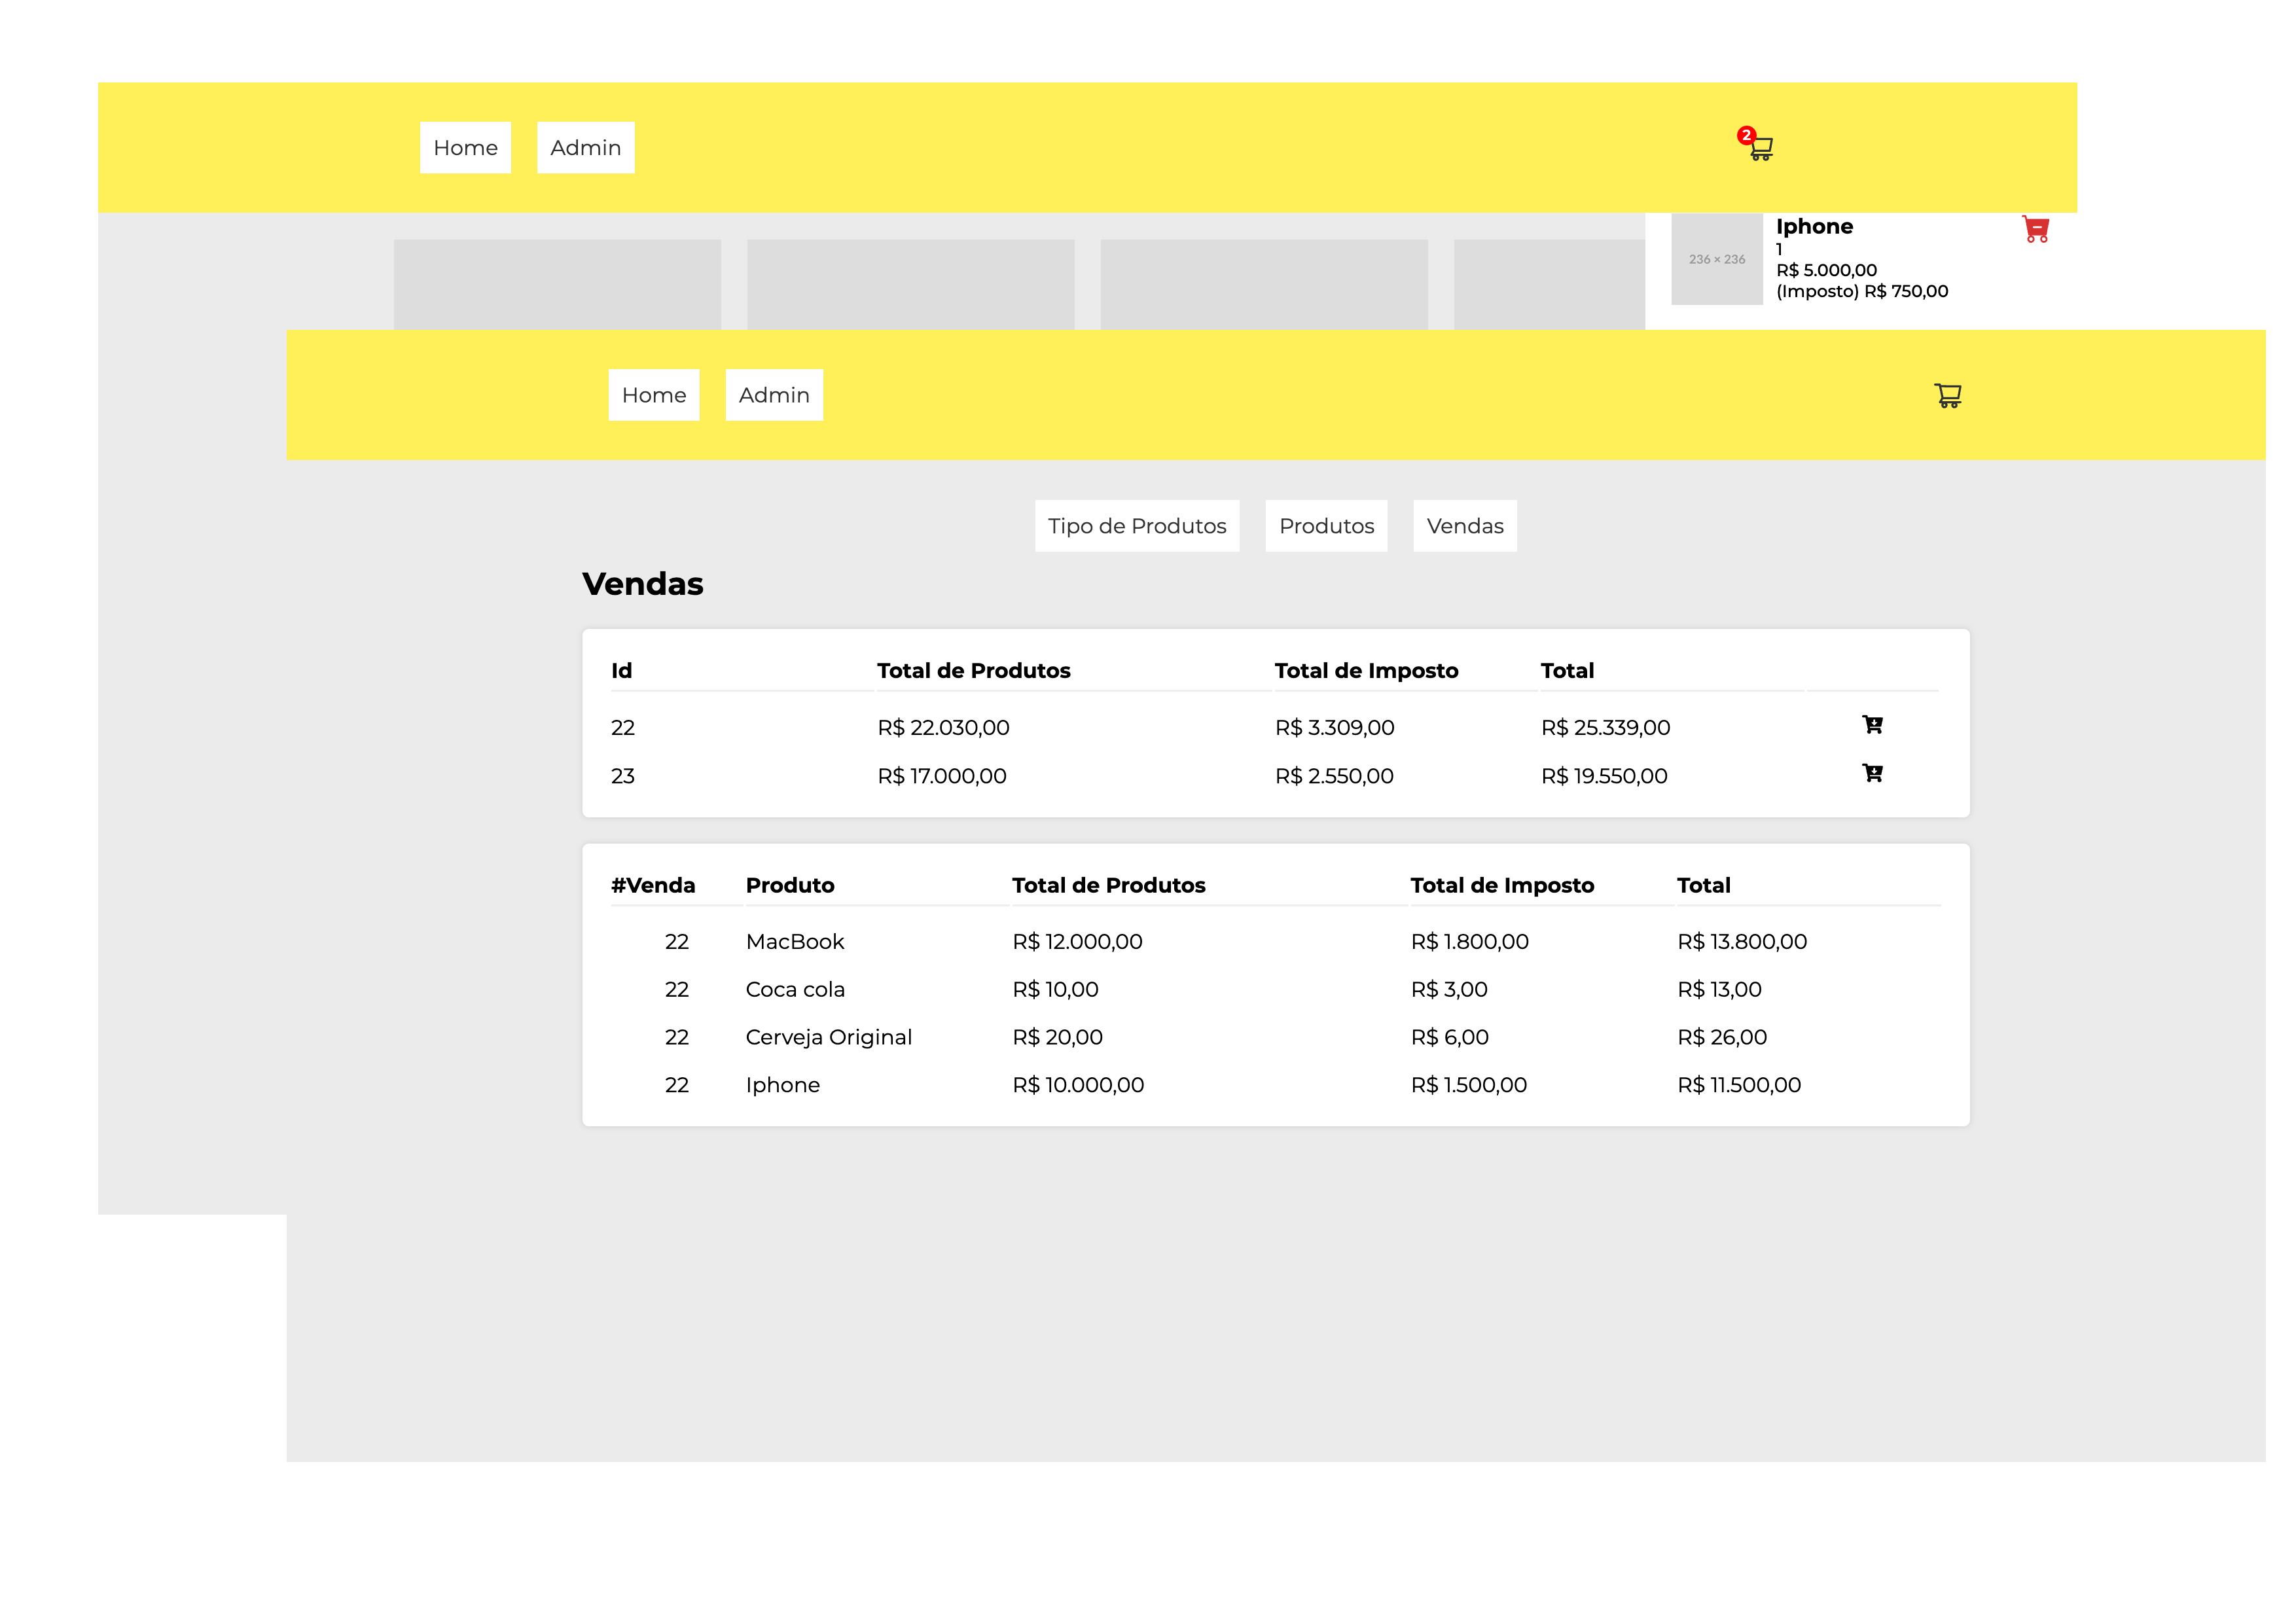 Home Admin 2
236 × 236
Iphone
1
R$ 5.000,00
(Imposto) R$ 750,00
Home Admin
Tipo de Produtos Produtos Vendas
Vendas
Id Total de Produtos Total de Imposto Total
22 R$ 22.030,00 R$ 3.309,00 R$ 25.339,00
23 R$ 17.000,00 R$ 2.550,00 R$ 19.550,00
#Venda Produto Total de Produtos Total de Imposto Total
22 MacBook R$ 12.000,00 R$ 1.800,00 R$ 13.800,00
22 Coca cola R$ 10,00 R$ 3,00 R$ 13,00
22 Cerveja Original R$ 20,00 R$ 6,00 R$ 26,00
22 Iphone R$ 10.000,00 R$ 1.500,00 R$ 11.500,00